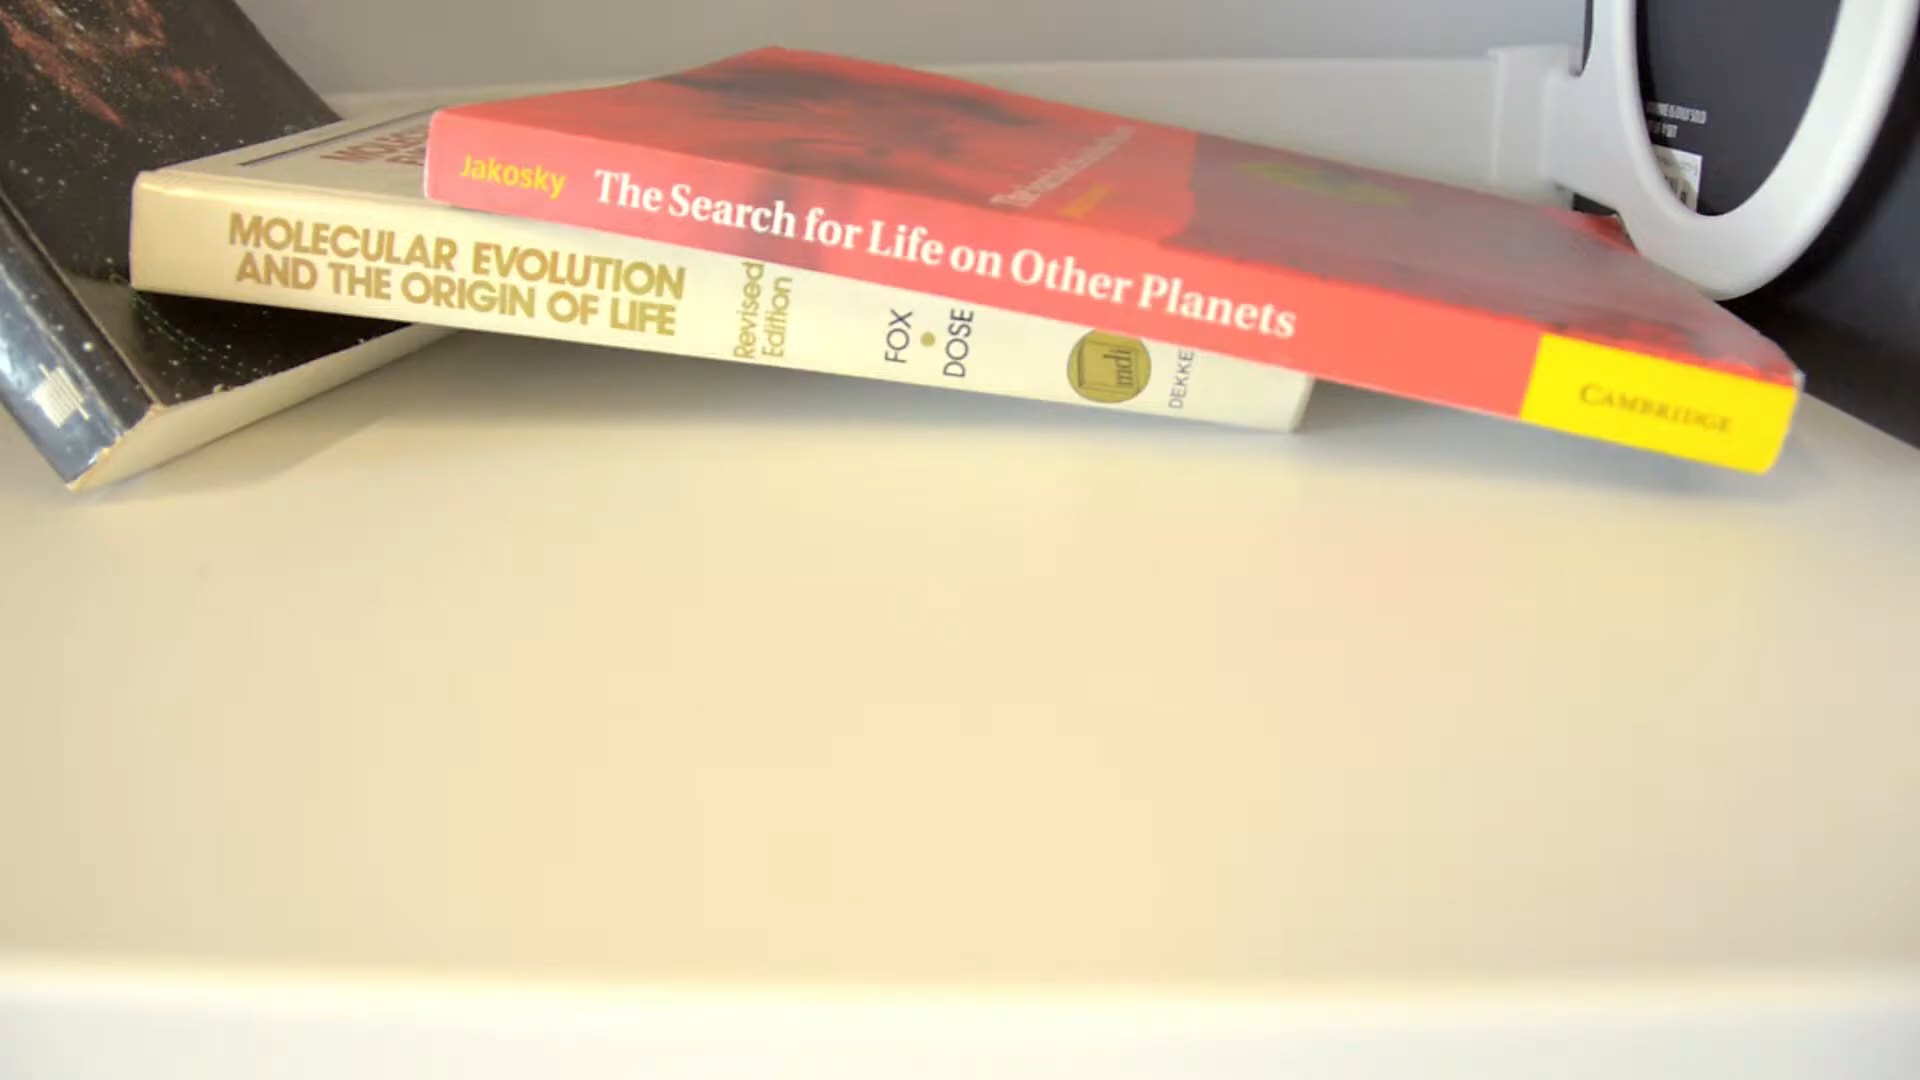 Jakosky The Search for Life on Other Planets
CAMBRIDGE
MOLECULAR EVOLUTION
AND THE ORIGIN OF LIFE
Revised
Edition
FOX
DOSE
mdi
DEKKE